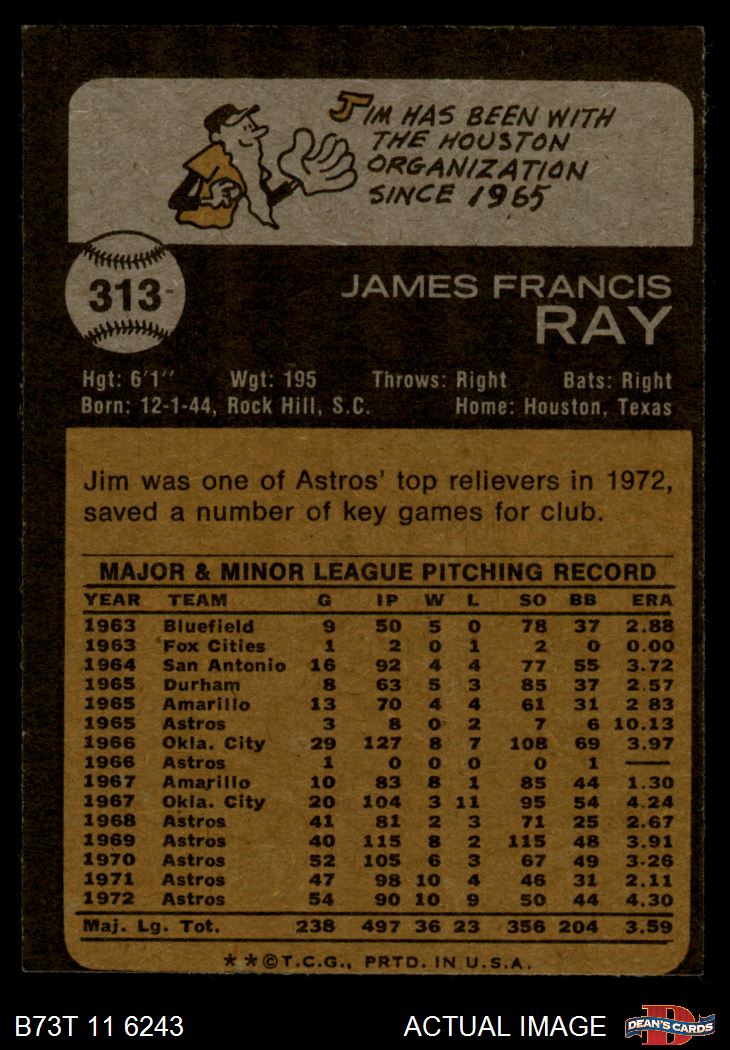 JIM HAS BEEN WITH
THE HOUSTON
ORGANIZATION
SINCE 1965
313
JAMES FRANCIS
RAY
Hgt: 6'1" Wgt: 195 Throws: Right Bats: Right
Born: 12-1-44, Rock Hill, S.C. Home: Houston, Texas
Jim was one of Astros' top relievers in 1972,
saved a number of key games for club.
MAJOR & MINOR LEAGUE PITCHING RECORD
YEAR TEAM G IP W L SO BB ERA
1963 Bluefield 9 50 5 0 78 37 2.88
1963 Fox Cities 1 2 0 1 2 0 0.00
1964 San Antonio 16 92 4 4 77 55 3.72
1965 Durham 8 63 5 3 85 37 2.57
1965 Amarillo 13 70 4 4 61 31 2 83
1965 Astros 3 8 0 2 7 6 10.13
1966 Okla. City 29 127 8 7 108 69 3.97
1966 Astros 1 0 0 0 0 1 —
1967 Amarillo 10 83 8 1 85 44 1.30
1967 Okla. City 20 104 3 11 95 54 4.24
1968 Astros 41 81 2 3 71 25 2.67
1969 Astros 40 115 8 2 115 48 3.91
1970 Astros 52 105 6 3 67 49 3.26
1971 Astros 47 98 10 4 46 31 2.11
1972 Astros 54 90 10 9 50 44 4.30
Maj. Lg. Tot. 238 497 36 23 356 204 3.59
**©T.C.G., PRTD. IN U.S.A.
B73T 11 6243 ACTUAL IMAGE D DEAN'S CARDS